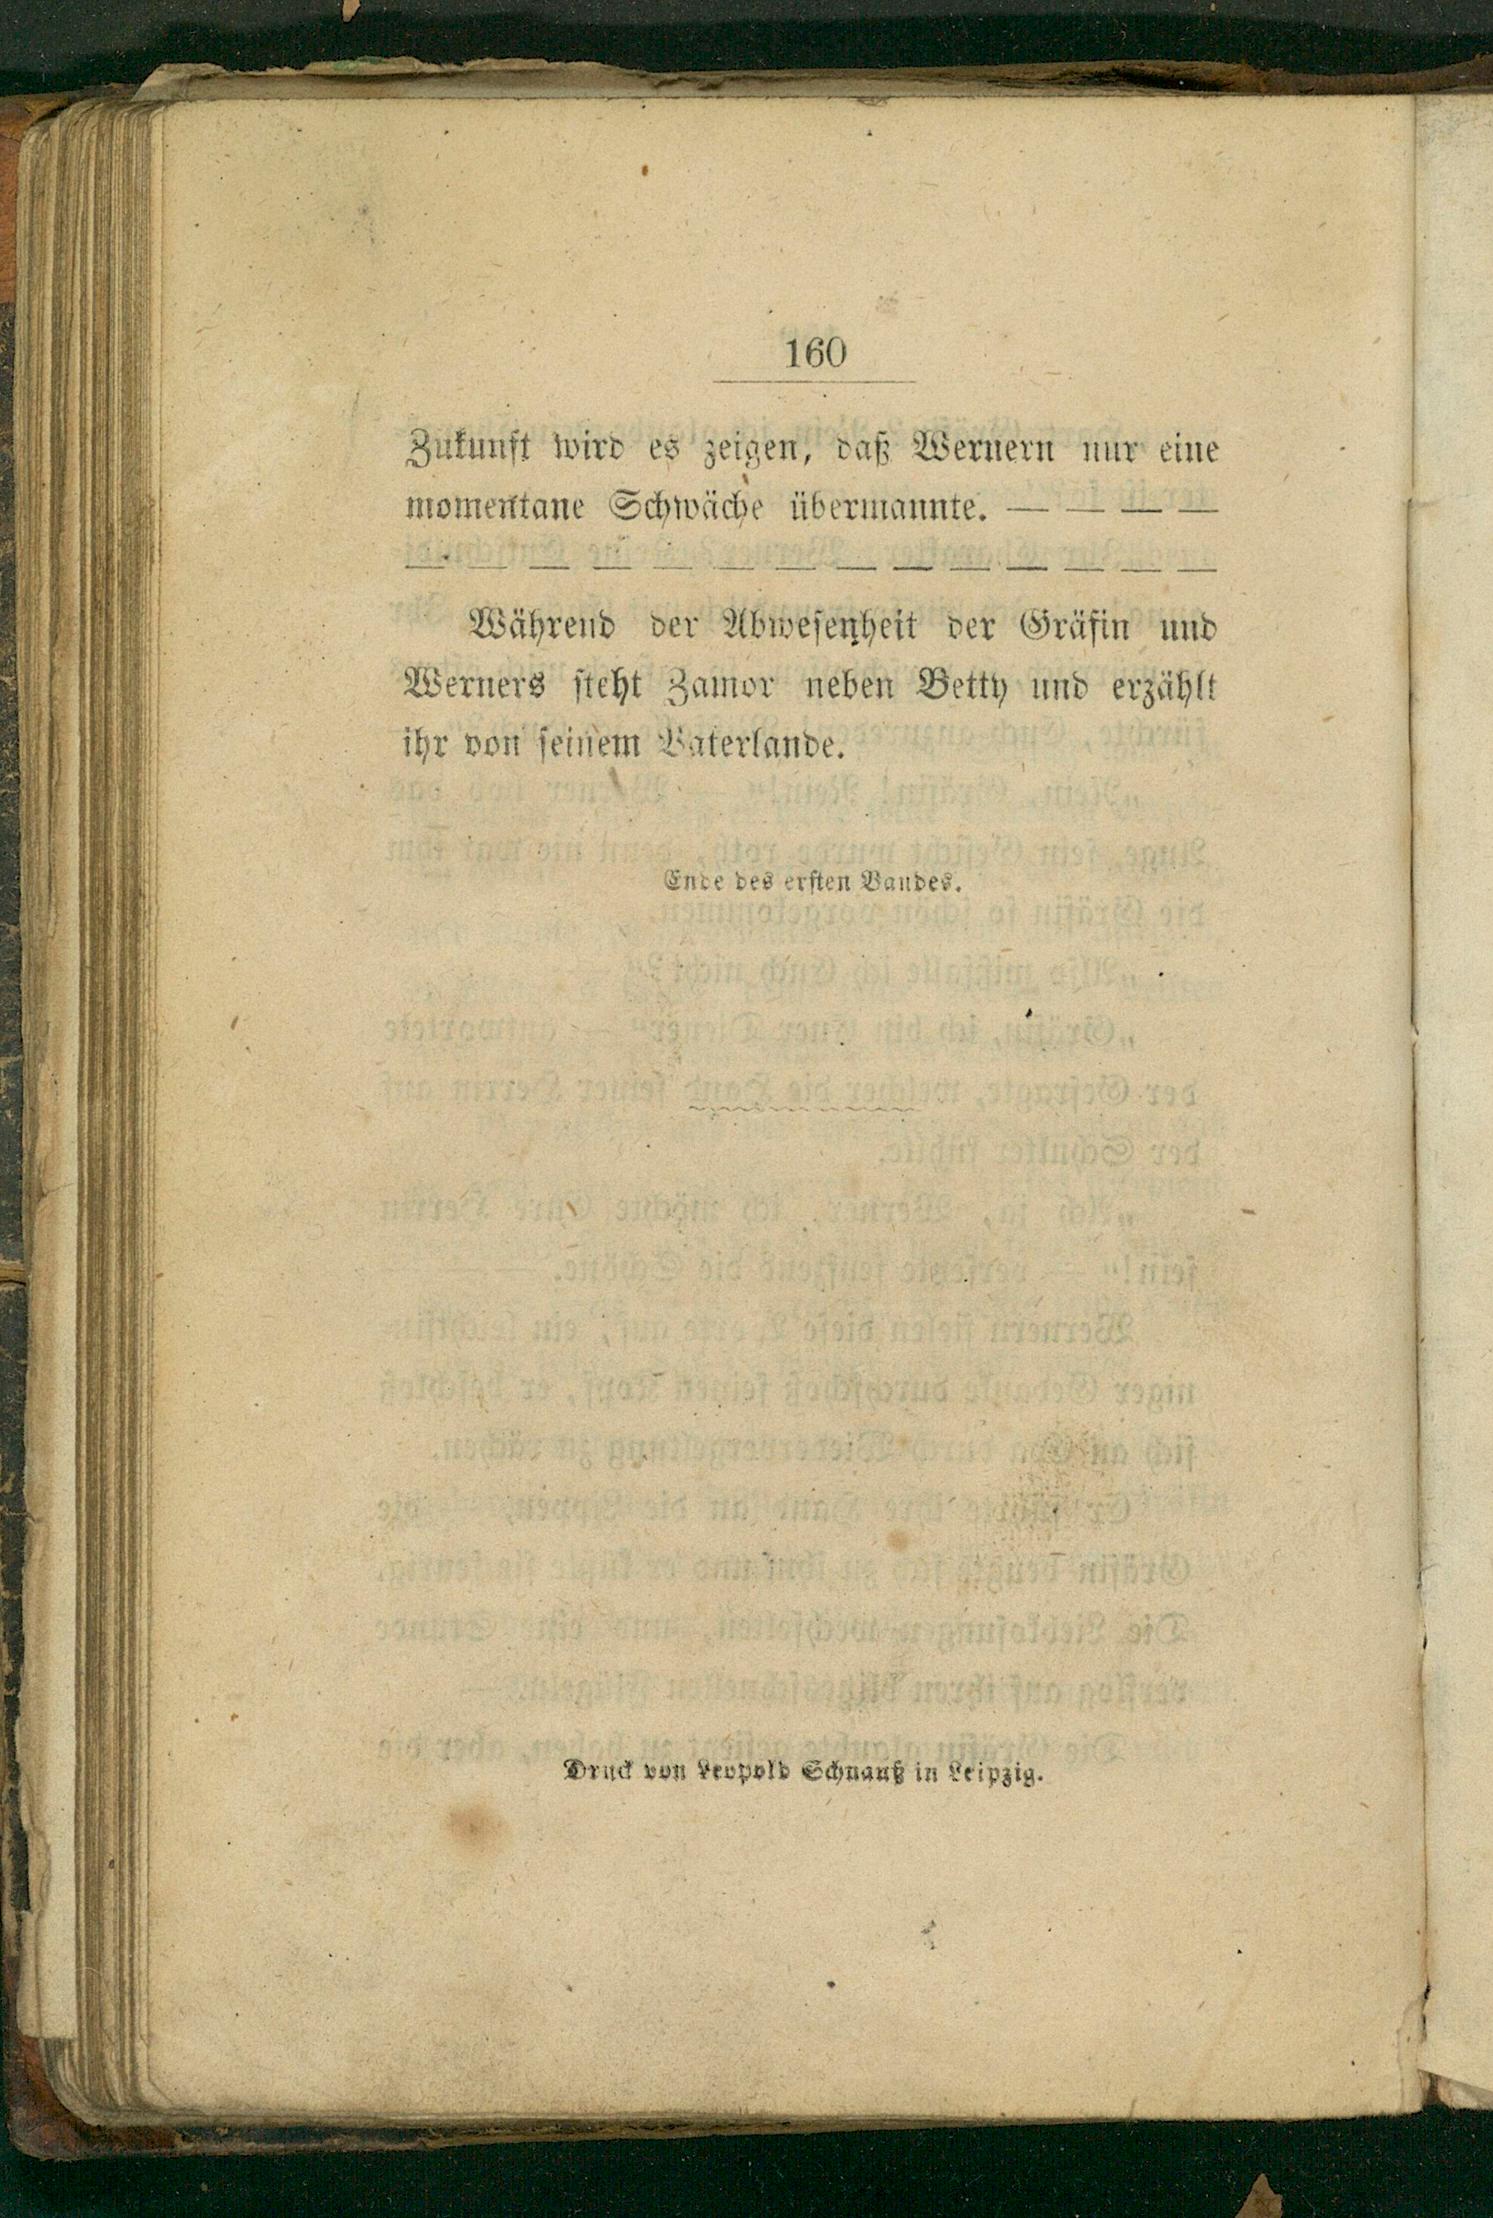 160
Zukunft wird es zeigen, daß Wernern nur eine
momentane Schwäche übermannte. — — — —
— — — — — — — — — — — — — —
Während der Abwesenheit der Gräfin und
Werners steht Zamor neben Betty und erzählt
ihr von seinem Vaterlande.
Ende des ersten Bandes.
Druck von Leopold Schnauß in Leipzig.